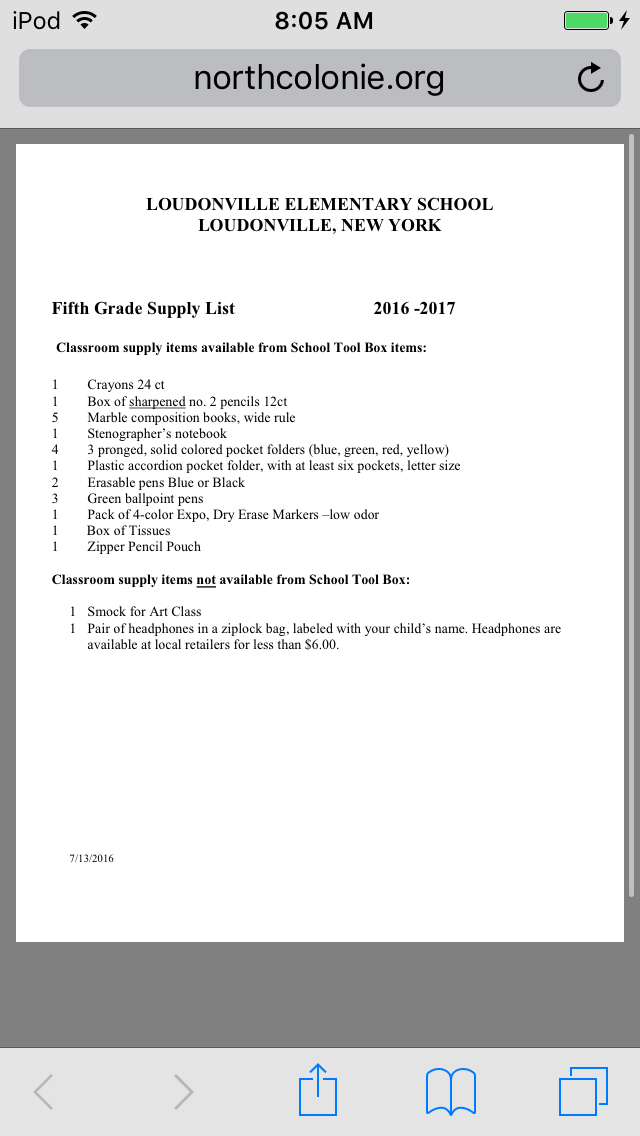 iPod 8:05 AM
northcolonie.org
LOUDONVILLE ELEMENTARY SCHOOL
LOUDONVILLE, NEW YORK
Fifth Grade Supply List 2016 -2017
Classroom supply items available from School Tool Box items:
1 Crayons 24 ct
1 Box of sharpened no. 2 pencils 12ct
5 Marble composition books, wide rule
1 Stenographer’s notebook
4 3 pronged, solid colored pocket folders (blue, green, red, yellow)
1 Plastic accordion pocket folder, with at least six pockets, letter size
2 Erasable pens Blue or Black
3 Green ballpoint pens
1 Pack of 4-color Expo, Dry Erase Markers –low odor
1 Box of Tissues
1 Zipper Pencil Pouch
Classroom supply items not available from School Tool Box:
1 Smock for Art Class
1 Pair of headphones in a ziplock bag, labeled with your child’s name. Headphones are
available at local retailers for less than $6.00.
7/13/2016